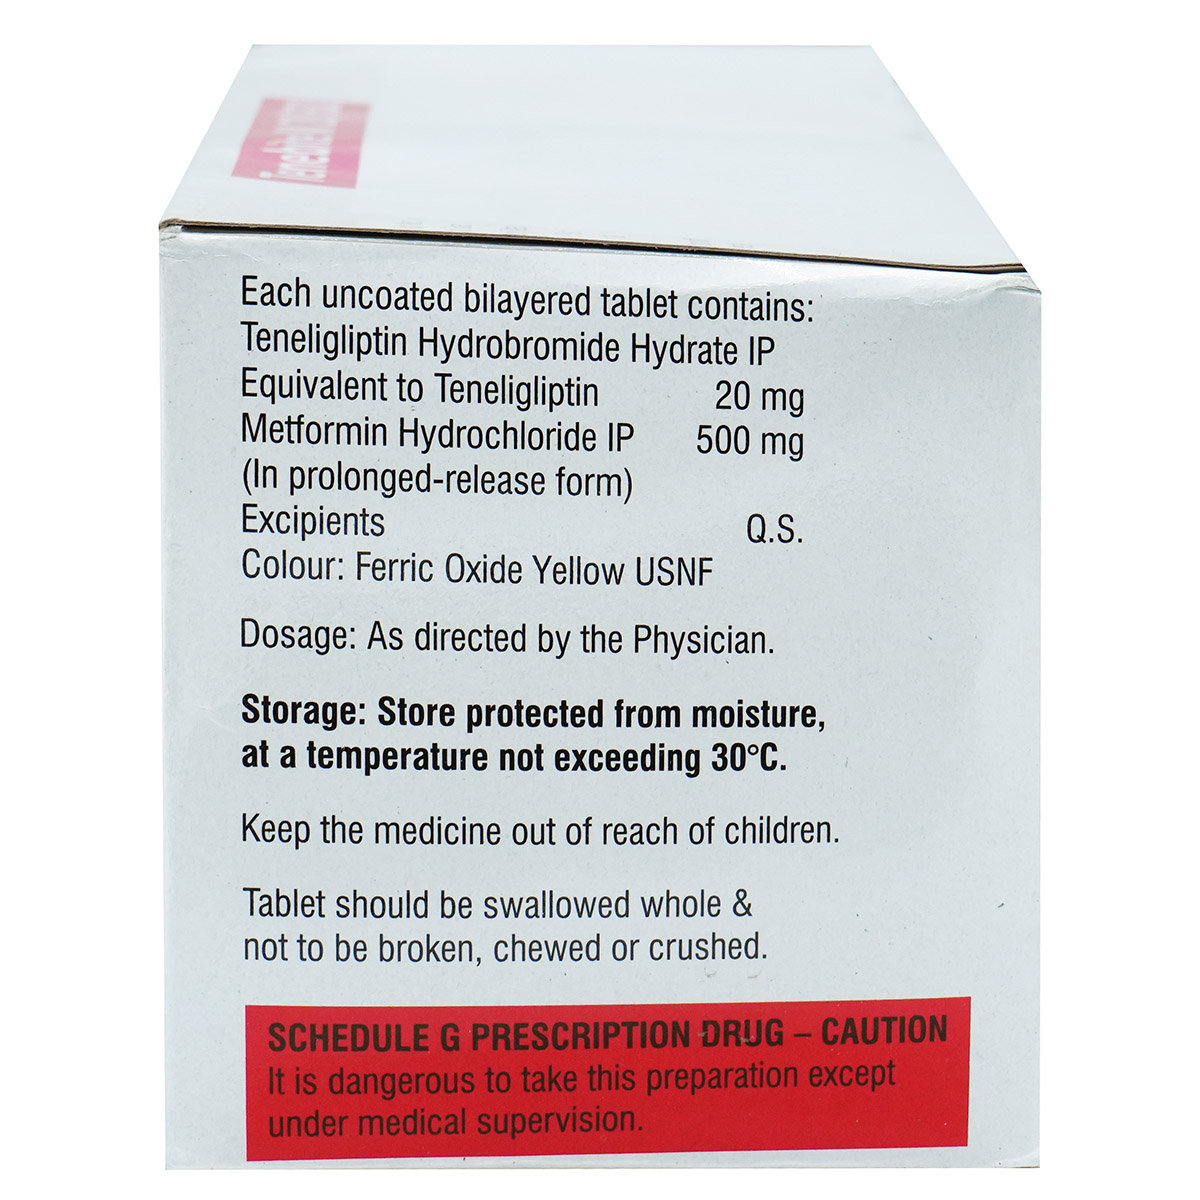 Each uncoated bilayered tablet contains:
Teneligliptin Hydrobromide Hydrate IP
Equivalent to Teneligliptin 20 mg
Metformin Hydrochloride IP 500 mg
(In prolonged-release form)
Excipients Q.S.
Colour: Ferric Oxide Yellow USNF
Dosage: As directed by the Physician.
Storage: Store protected from moisture,
at a temperature not exceeding 30°C.
Keep the medicine out of reach of children.
Tablet should be swallowed whole &
not to be broken, chewed or crushed.
SCHEDULE G PRESCRIPTION DRUG – CAUTION
It is dangerous to take this preparation except
under medical supervision.